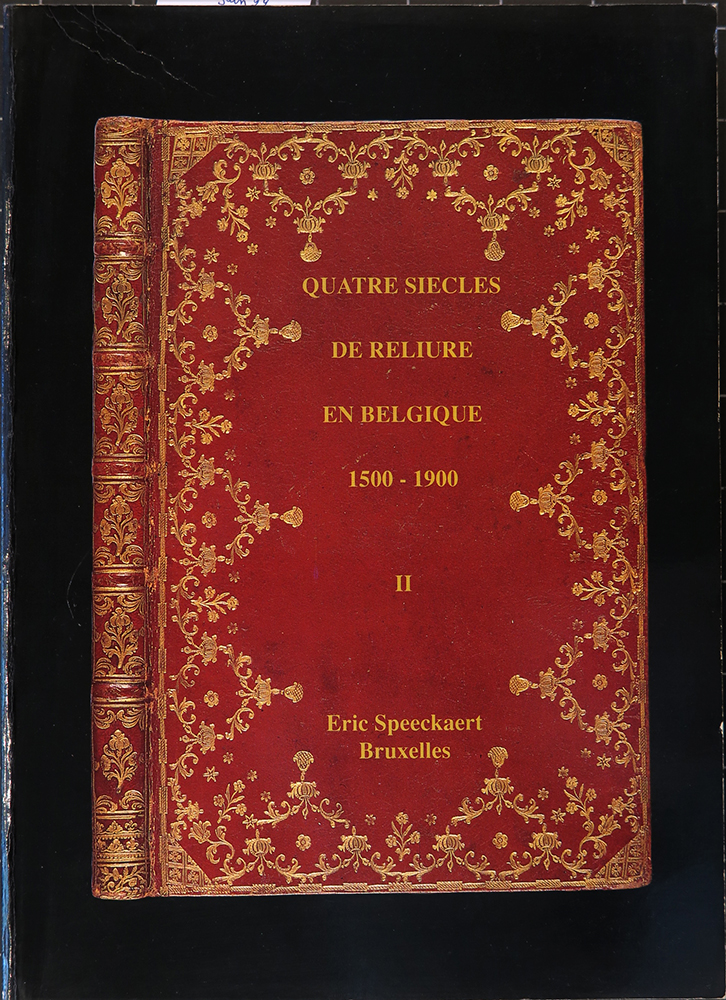 QUATRE SIECLES
DE RELIURE
EN BELGIQUE
1500 - 1900
II
Eric Speeckaert
Bruxelles